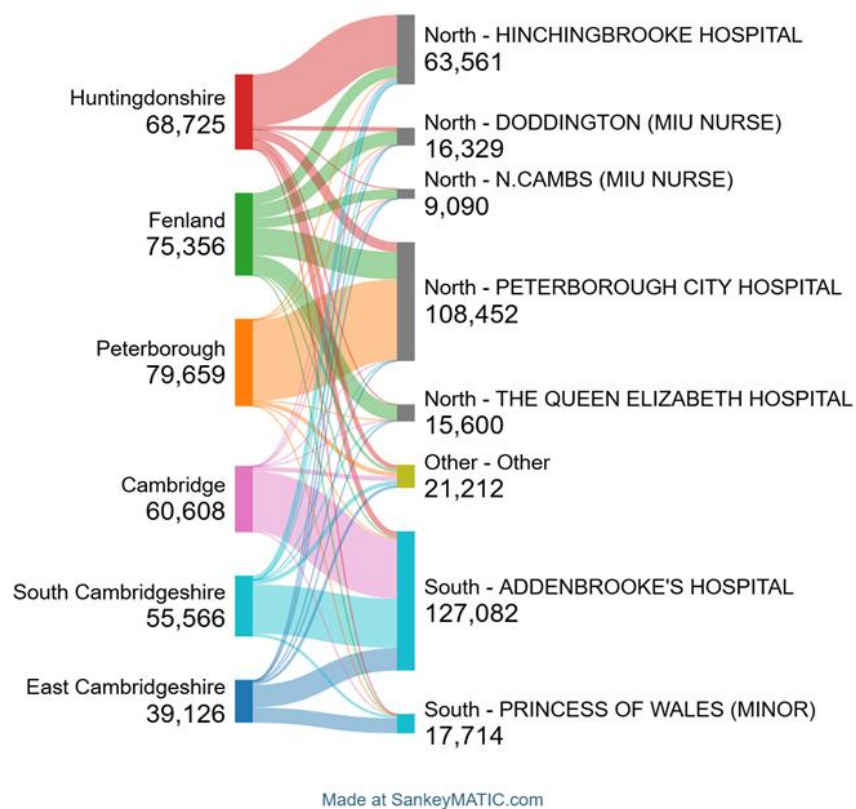 Huntingdonshire
68,725
Fenland
75,356
Peterborough
79,659
Cambridge
60,608
South Cambridgeshire
55,566
East Cambridgeshire
39,126
North - HINCHINGBROOKE HOSPITAL
63,561
North - DODDINGTON (MIU NURSE)
16,329
North - N.CAMBS (MIU NURSE)
9,090
North - PETERBOROUGH CITY HOSPITAL
108,452
North - THE QUEEN ELIZABETH HOSPITAL
15,600
Other - Other
21,212
South - ADDENBROOKE'S HOSPITAL
127,082
South - PRINCESS OF WALES (MINOR)
17,714
Made at SankeyMATIC.com